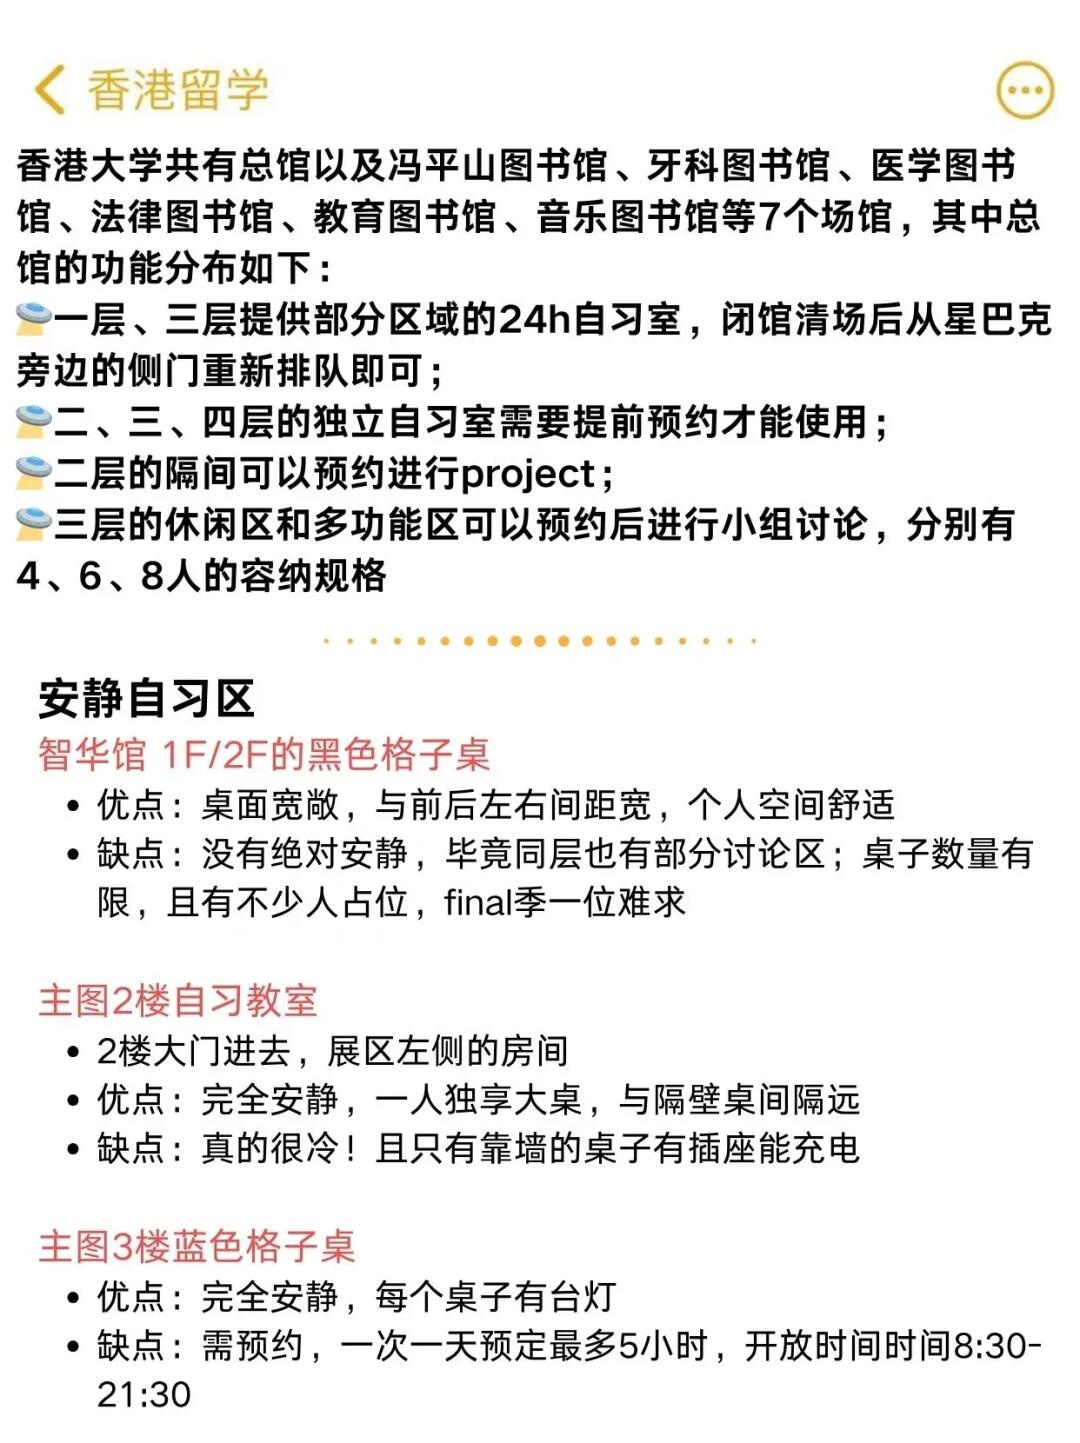 香港留学
香港大学共有总馆以及冯平山图书馆、牙科图书馆、医学图书
馆、法律图书馆、教育图书馆、音乐图书馆等7个场馆，其中总
馆的功能分布如下：
🛸一层、三层提供部分区域的24h自习室，闭馆清场后从星巴克
旁边的侧门重新排队即可；
🛸二、三、四层的独立自习室需要提前预约才能使用；
🛸二层的隔间可以预约进行project；
🛸三层的休闲区和多功能区可以预约后进行小组讨论，分别有
4、6、8人的容纳规格
安静自习区
智华馆 1F/2F的黑色格子桌
• 优点：桌面宽敞，与前后左右间距宽，个人空间舒适
• 缺点：没有绝对安静，毕竟同层也有部分讨论区；桌子数量有
限，且有不少人占位，final季一位难求
主图2楼自习教室
• 2楼大门进去，展区左侧的房间
• 优点：完全安静，一人独享大桌，与隔壁桌间隔远
• 缺点：真的很冷！且只有靠墙的桌子有插座能充电
主图3楼蓝色格子桌
• 优点：完全安静，每个桌子有台灯
• 缺点：需预约，一次一天预定最多5小时，开放时间时间8:30-
21:30